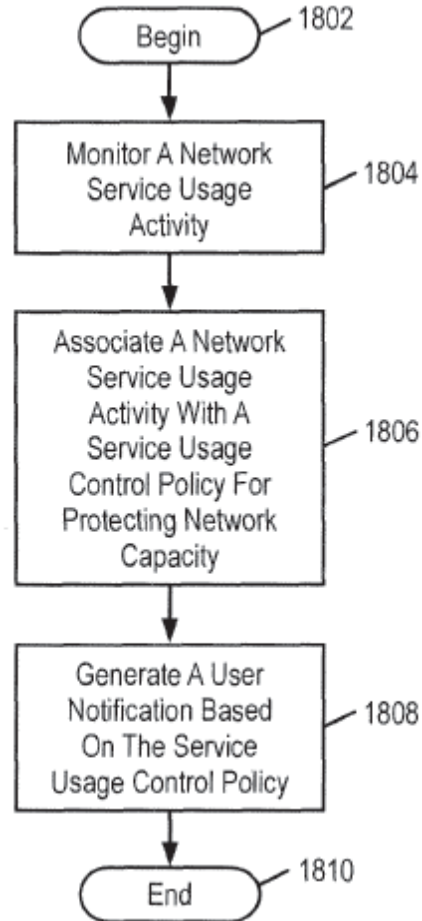 Begin
1802
Monitor A Network
Service Usage
Activity
1804
Associate A Network
Service Usage
Activity With A
Service Usage
Control Policy For
Protecting Network
Capacity
1806
Generate A User
Notification Based
On The Service
Usage Control Policy
1808
End
1810